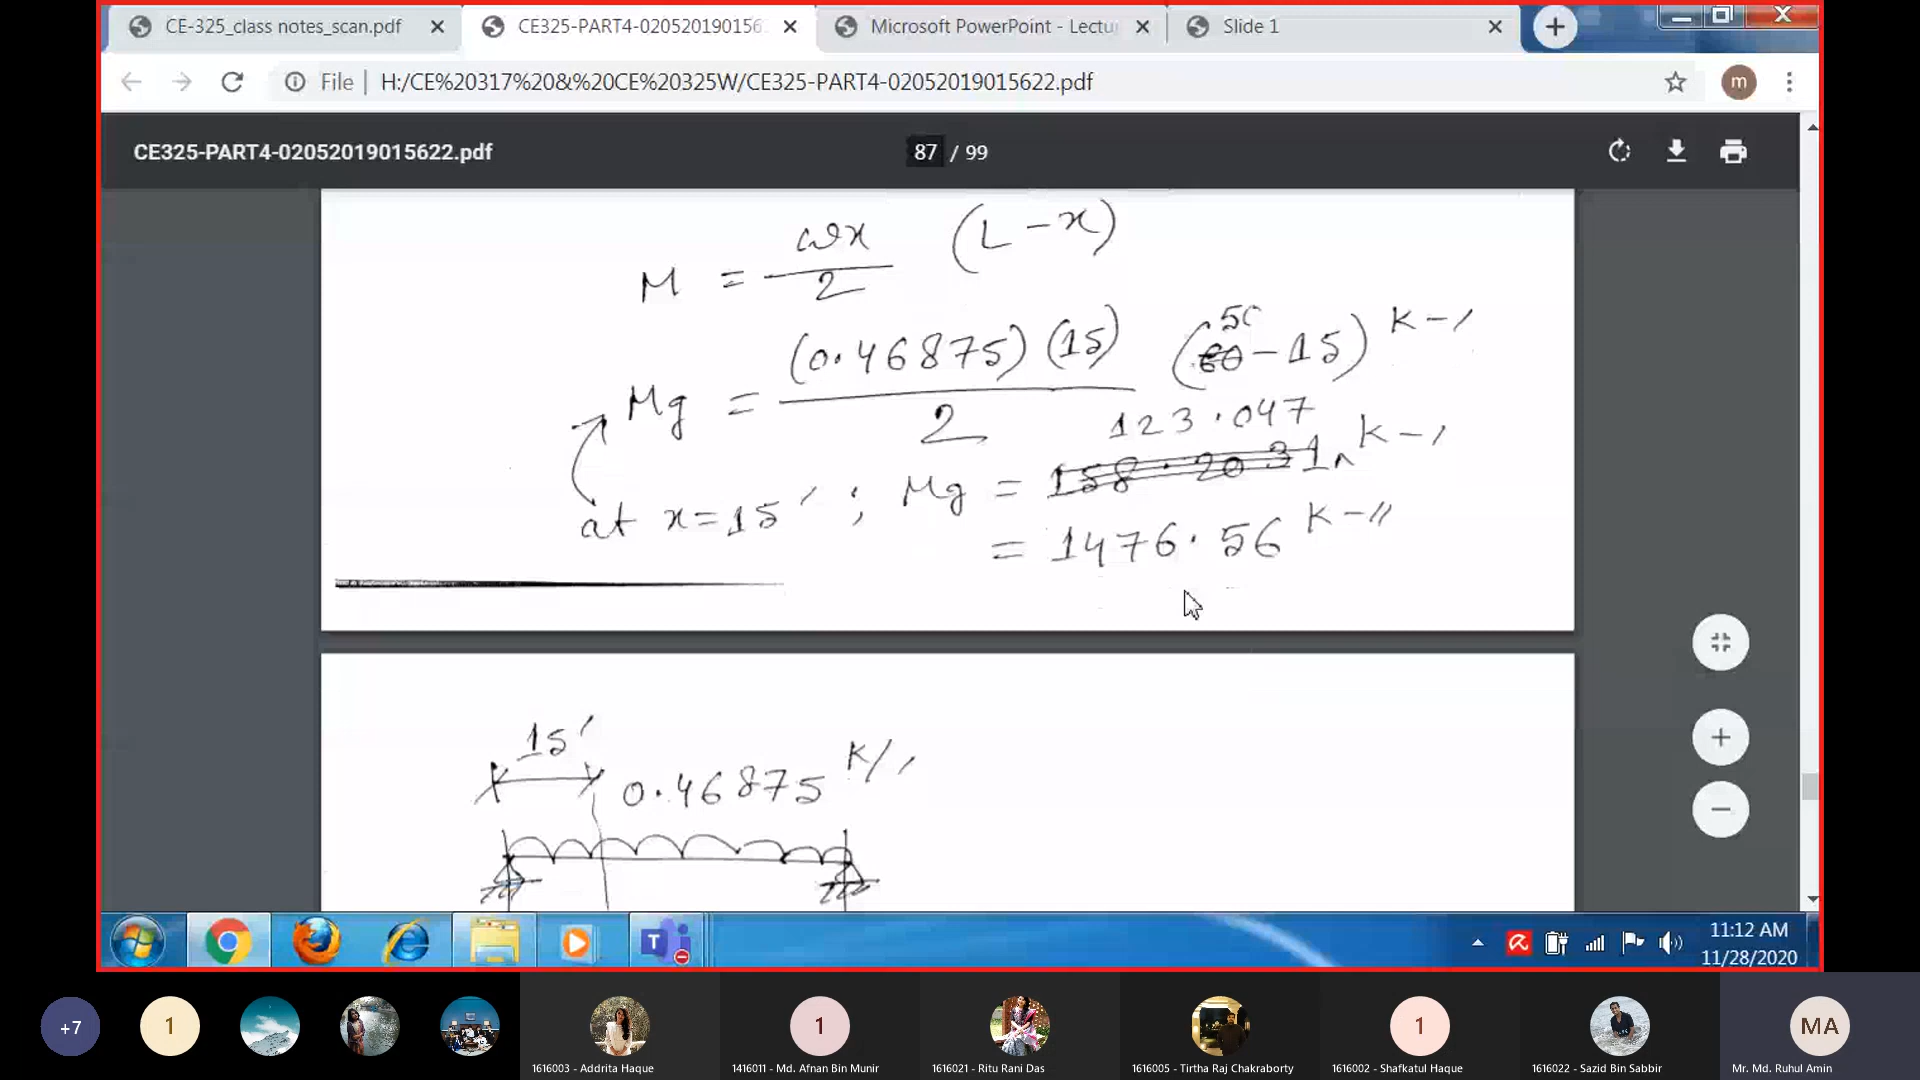 CE-325_class notes_scan.pdf
CE325-PART4-0205201901562
Microsoft PowerPoint - Lectu
Slide 1
File | H:/CE%20317%20&%20CE%20325W/CE325-PART4-02052019015622.pdf
m
CE325-PART4-02052019015622.pdf
87 / 99
M = ωx/2 (L-x)
Mg = (0.46875)(15)/2 (50-15) K-'
123.047
at x=15' ; Mg = 158.2031 K-'
= 1476.56 K-"
15'
0.46875 K/'
11:12 AM
11/28/2020
+7
1
1616003 - Addrita Haque
1
1416011 - Md. Afnan Bin Munir
1616021 - Ritu Rani Das
1616005 - Tirtha Raj Chakraborty
1
1616002 - Shafkatul Haque
1616022 - Sazid Bin Sabbir
MA
Mr. Md. Ruhul Amin